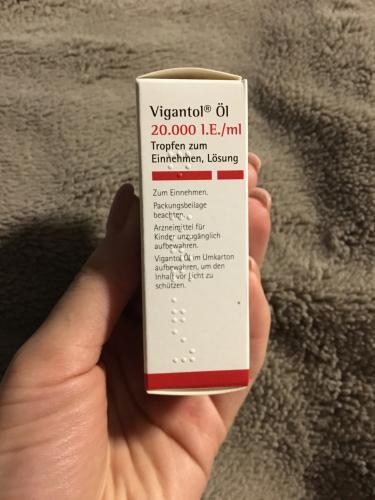 Vigantol® Öl
20.000 I.E./ml
Tropfen zum
Einnehmen, Lösung
Zum Einnehmen.
Packungsbeilage
beachten.
Arzneimittel für
Kinder unzugänglich
aufbewahren.
Vigantol Öl im Umkarton
aufbewahren, um den
Inhalt vor Licht zu
schützen.